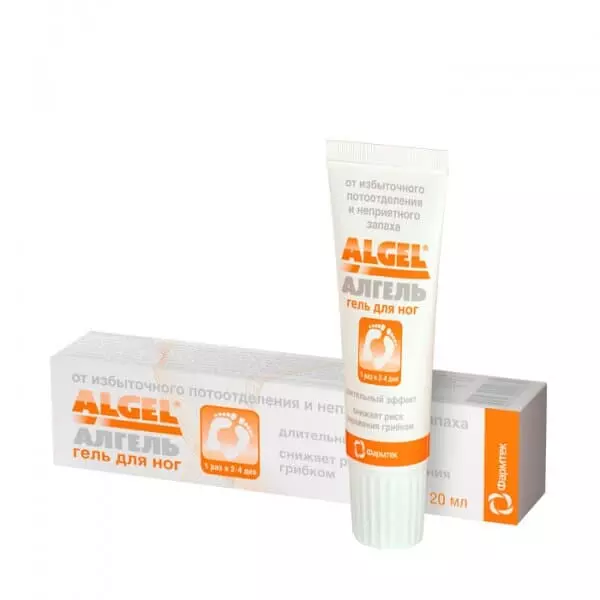 от избыточного
потоотделения
и неприятного
запаха
ALGEL®
АЛГЕЛЬ
гель для ног
1 раз в 3-4 дня
длительный эффект
снижает риск
грибком
Фармтек
от избыточного потоотделения и неп
запаха
ALGEL®
АЛГЕЛЬ
гель для ног
1 раз в 3-4 дня
длительны
снижает рис
ния
грибком
20 мл
Фармтек